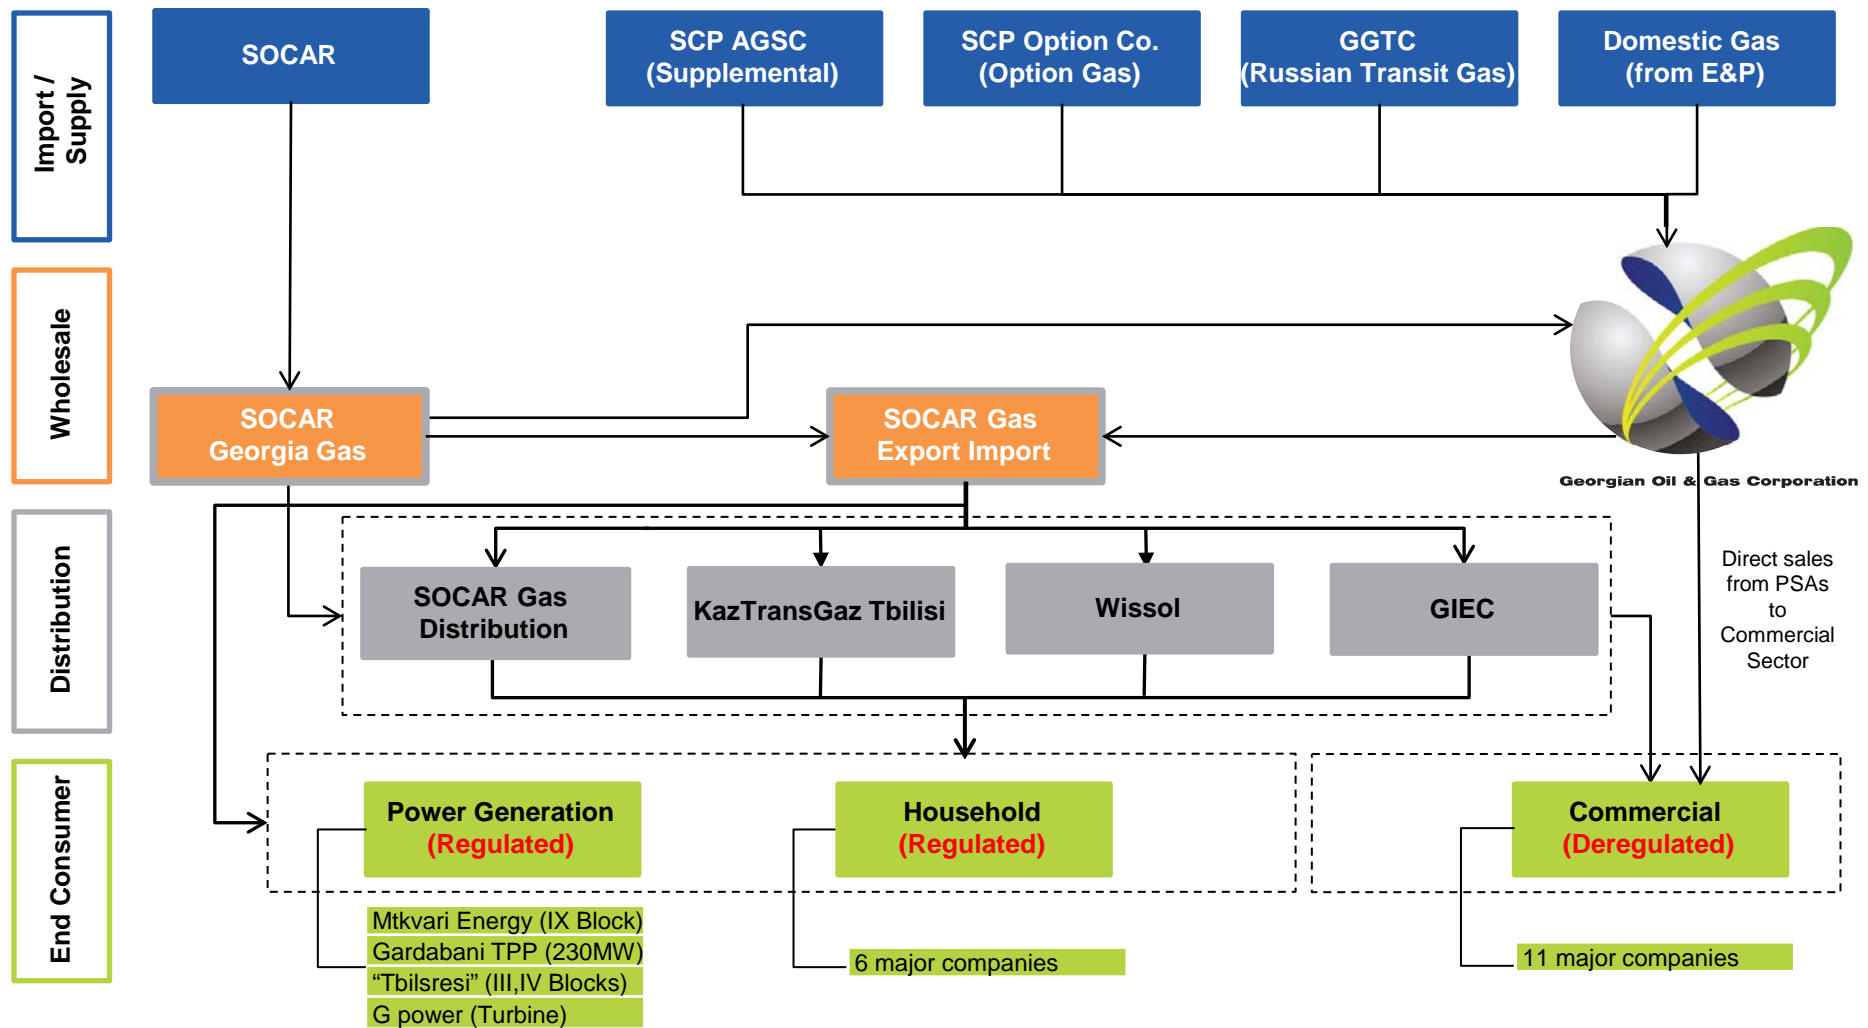 Import /
Supply
SOCAR
SCP AGSC
(Supplemental)
SCP Option Co.
(Option Gas)
GGTC
(Russian Transit Gas)
Domestic Gas
(from E&P)
Wholesale
SOCAR
Georgia Gas
SOCAR Gas
Export Import
Georgian Oil & Gas Corporation
Distribution
SOCAR Gas
Distribution
KazTransGaz Tbilisi
Wissol
GIEC
Direct sales
from PSAs
to
Commercial
Sector
End Consumer
Power Generation
(Regulated)
Household
(Regulated)
Commercial
(Deregulated)
Mtkvari Energy (IX Block)
Gardabani TPP (230MW)
“Tbilsresi” (III,IV Blocks)
G power (Turbine)
6 major companies
11 major companies